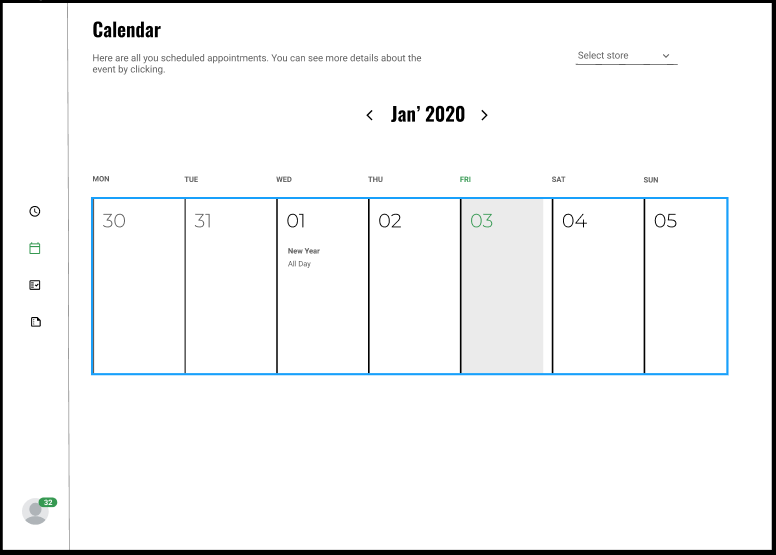 Calendar
Here are all you scheduled appointments. You can see more details about the
event by clicking.
Select store
Jan’ 2020
MON TUE WED THU FRI SAT SUN
30 31 01 02 03 04 05
New Year
All Day
32